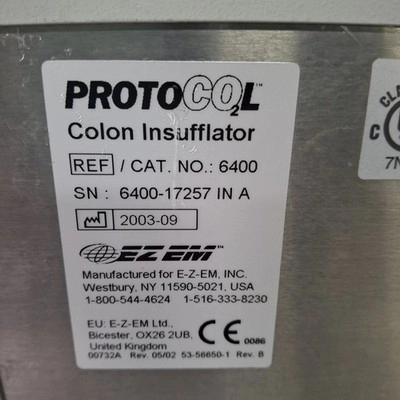 PROTOCO₂L™
Colon Insufflator
REF / CAT. NO.: 6400
SN : 6400-17257 IN A
2003-09
EZEM™
Manufactured for E-Z-EM, INC.
Westbury, NY 11590-5021, USA
1-800-544-4624 1-516-333-8230
EU: E-Z-EM Ltd.,
Bicester, OX26 2UB,
United Kingdom
CE 0086
00732A Rev. 05/02 53-56650-1 Rev. B
C